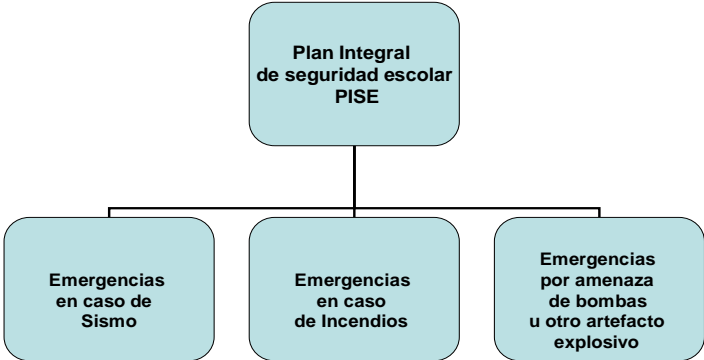 Plan Integral
de seguridad escolar
PISE
Emergencias
en caso de
Sismo
Emergencias
en caso
de Incendios
Emergencias
por amenaza
de bombas
u otro artefacto
explosivo